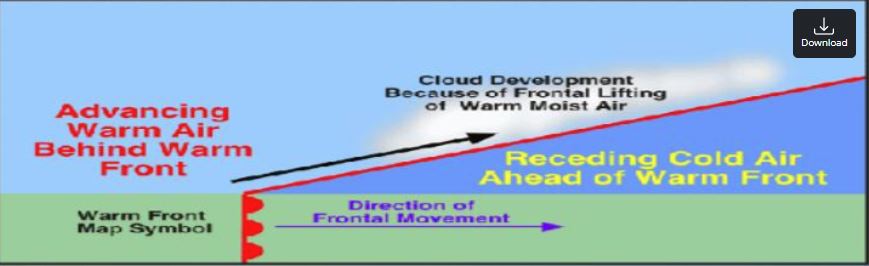 Download
Cloud Development
Because of Frontal Lifting
of Warm Moist Air
Advancing
Warm Air
Behind Warm
Front
Receding Cold Air
Ahead of Warm Front
Warm Front
Map Symbol
Direction of
Frontal Movement